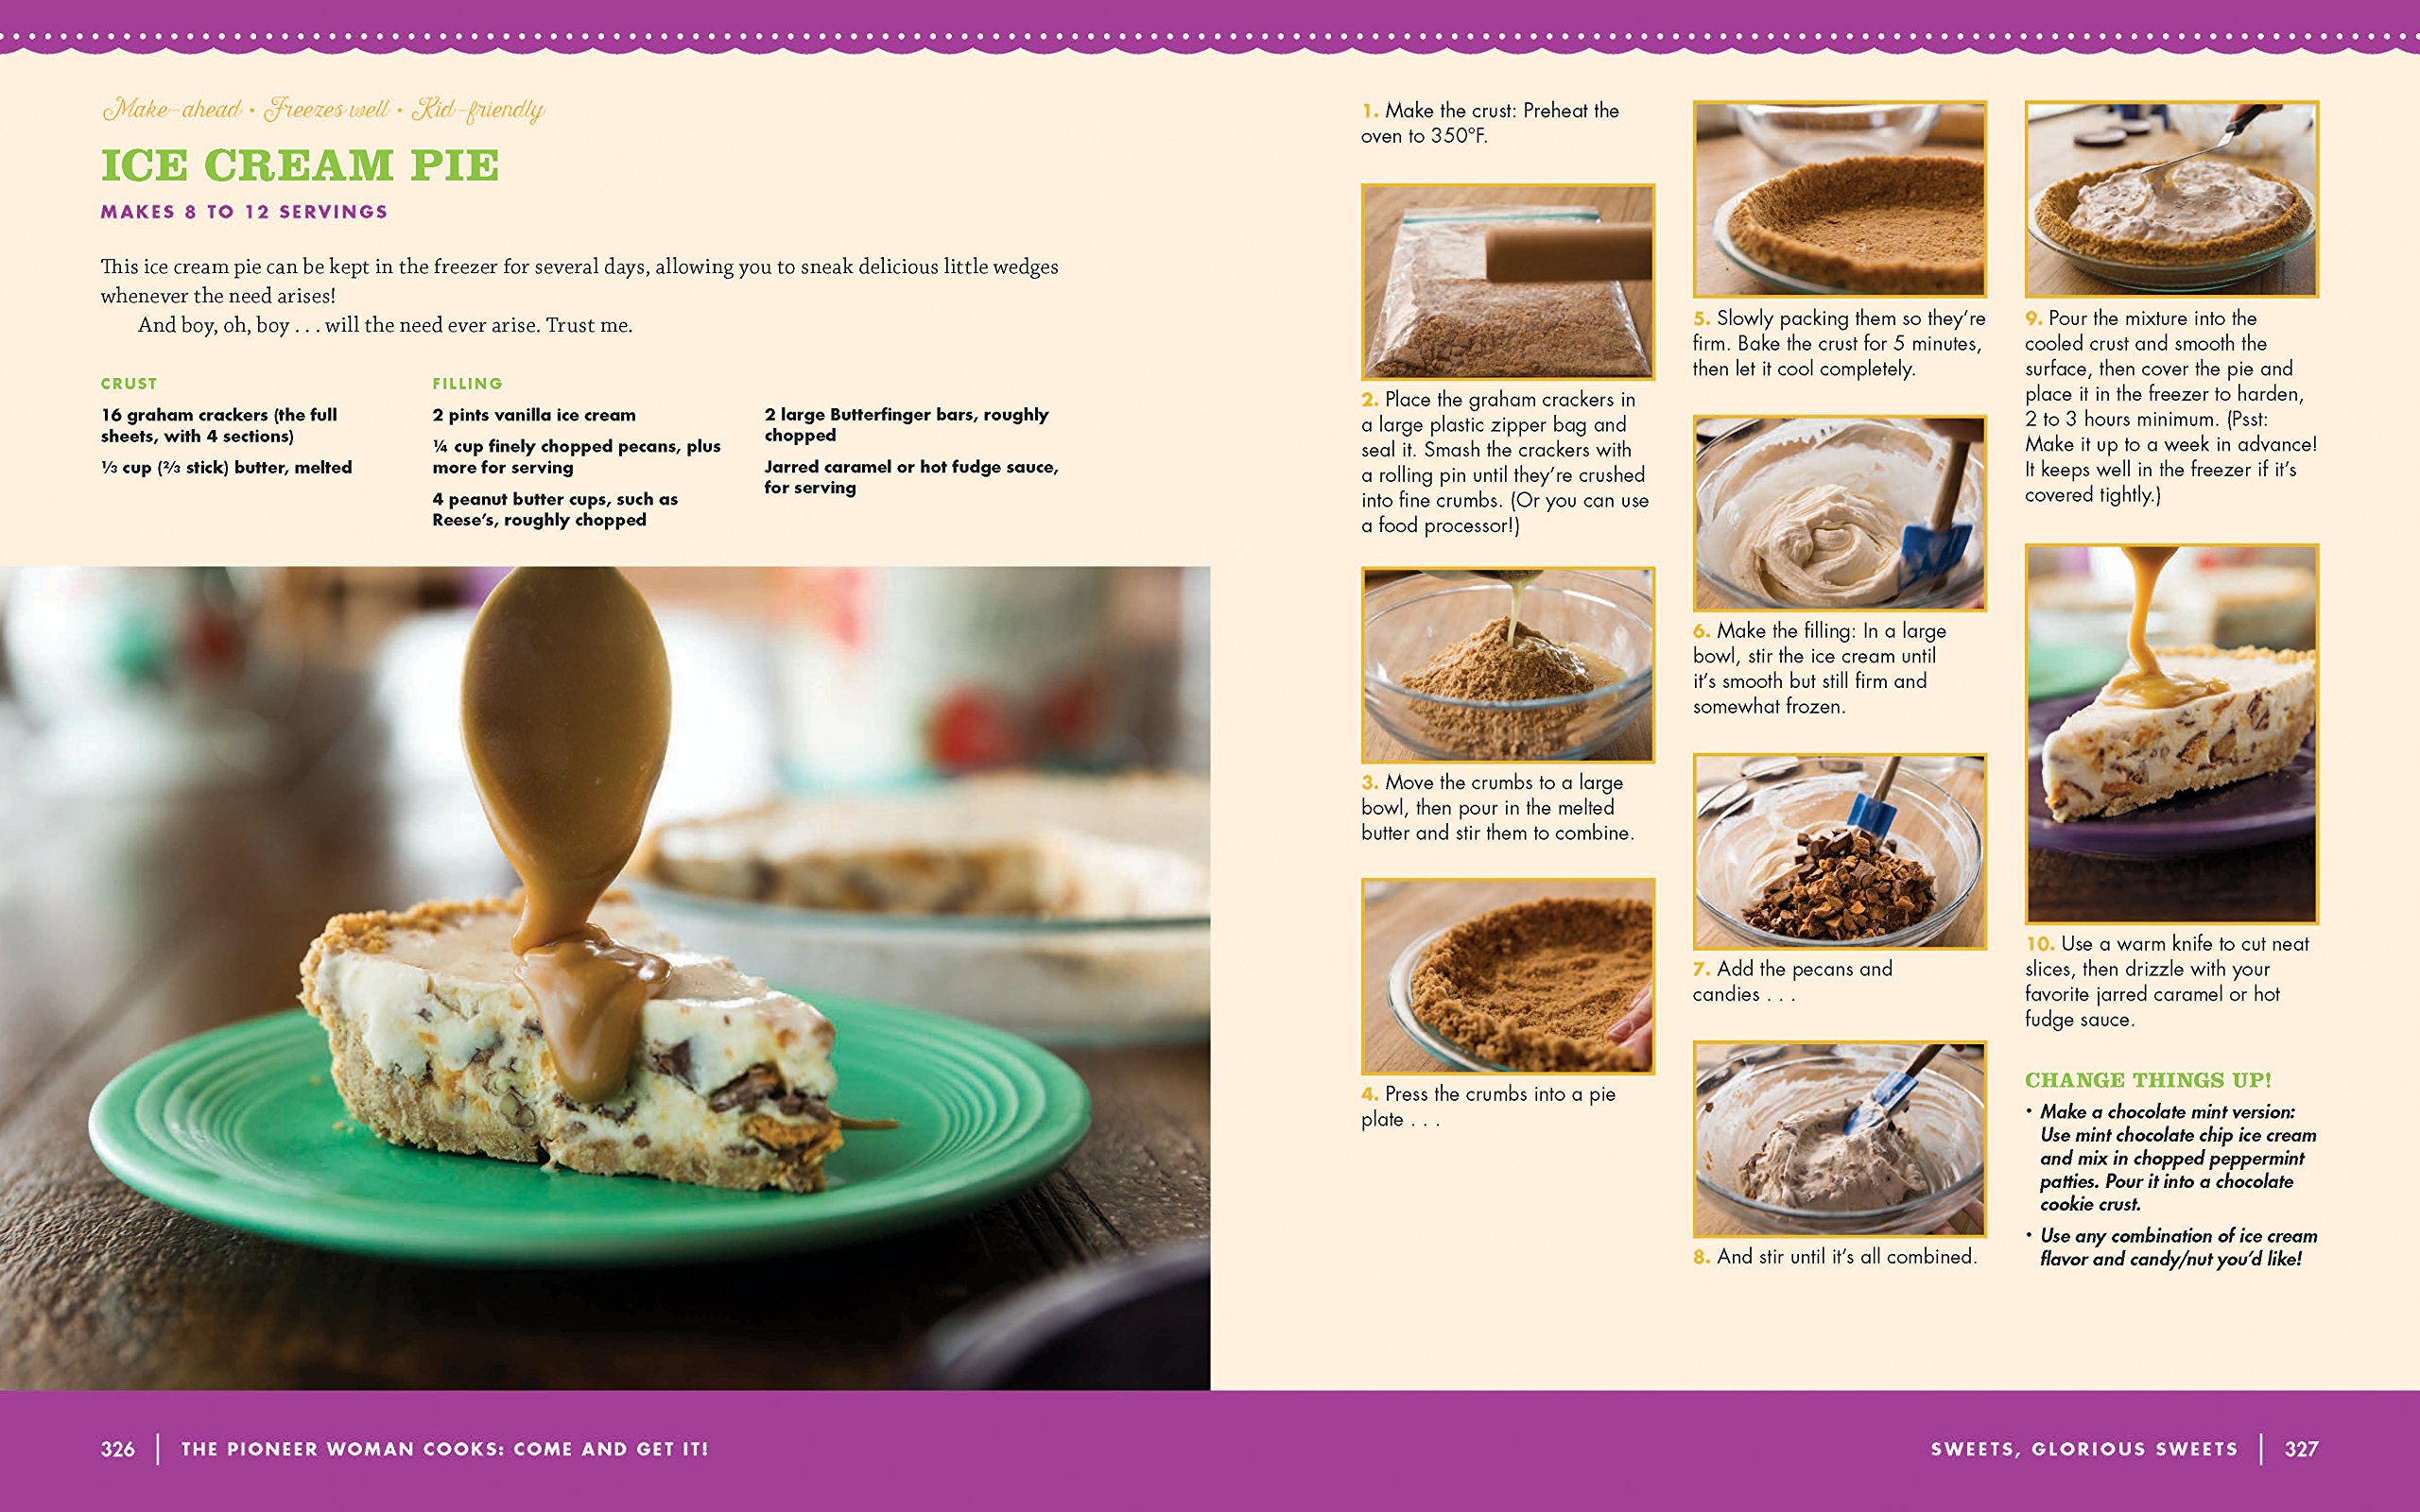 Make-ahead • Freezes well • Kid-friendly
ICE CREAM PIE
MAKES 8 TO 12 SERVINGS
This ice cream pie can be kept in the freezer for several days, allowing you to sneak delicious little wedges
whenever the need arises!
And boy, oh, boy . . . will the need ever arise. Trust me.
CRUST
16 graham crackers (the full
sheets, with 4 sections)
⅓ cup (⅔ stick) butter, melted
FILLING
2 pints vanilla ice cream
¼ cup finely chopped pecans, plus
more for serving
4 peanut butter cups, such as
Reese's, roughly chopped
2 large Butterfinger bars, roughly
chopped
Jarred caramel or hot fudge sauce,
for serving
326 | THE PIONEER WOMAN COOKS: COME AND GET IT!
1. Make the crust: Preheat the
oven to 350°F.
2. Place the graham crackers in
a large plastic zipper bag and
seal it. Smash the crackers with
a rolling pin until they're crushed
into fine crumbs. (Or you can use
a food processor!)
3. Move the crumbs to a large
bowl, then pour in the melted
butter and stir them to combine.
4. Press the crumbs into a pie
plate . . .
5. Slowly packing them so they're
firm. Bake the crust for 5 minutes,
then let it cool completely.
6. Make the filling: In a large
bowl, stir the ice cream until
it's smooth but still firm and
somewhat frozen.
7. Add the pecans and
candies . . .
8. And stir until it's all combined.
9. Pour the mixture into the
cooled crust and smooth the
surface, then cover the pie and
place it in the freezer to harden,
2 to 3 hours minimum. (Psst:
Make it up to a week in advance!
It keeps well in the freezer if it's
covered tightly.)
10. Use a warm knife to cut neat
slices, then drizzle with your
favorite jarred caramel or hot
fudge sauce.
CHANGE THINGS UP!
• Make a chocolate mint version:
Use mint chocolate chip ice cream
and mix in chopped peppermint
patties. Pour it into a chocolate
cookie crust.
• Use any combination of ice cream
flavor and candy/nut you'd like!
SWEETS, GLORIOUS SWEETS | 327